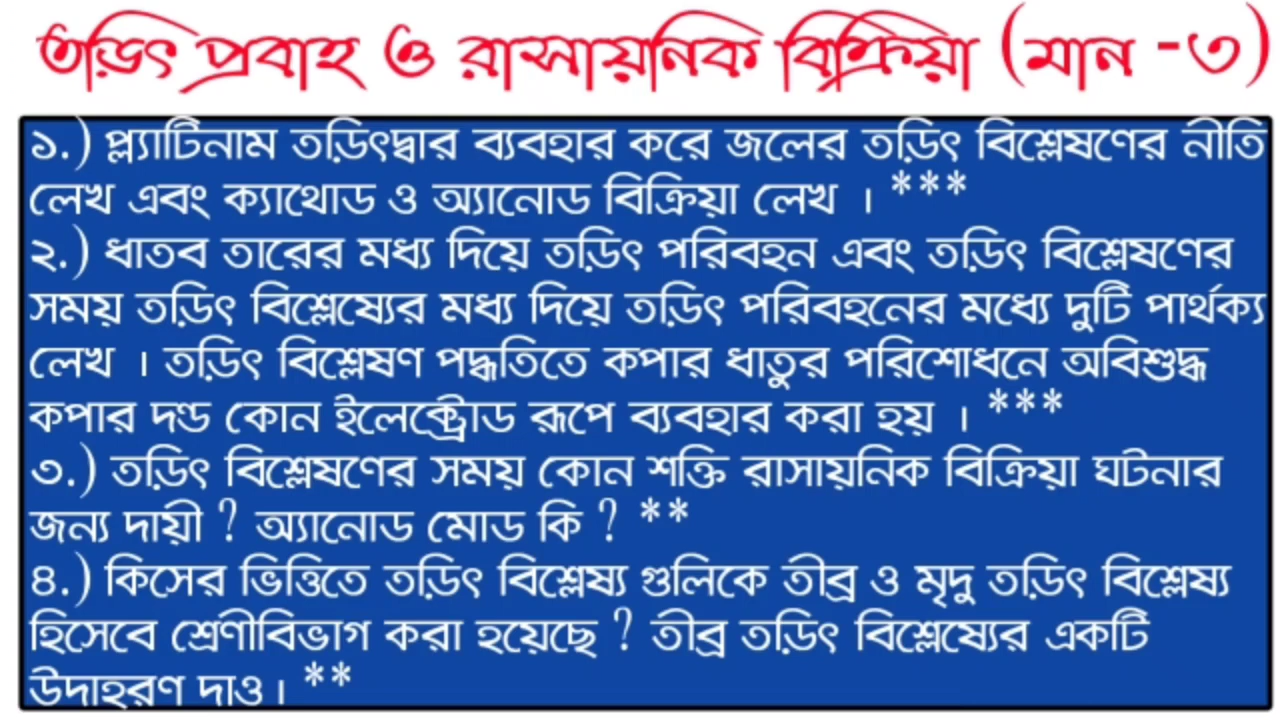 তড়িৎ প্রবাহ ও রাসায়নিক বিক্রিয়া (মান -৩)
১.) প্ল্যাটিনাম তড়িৎদ্বার ব্যবহার করে জলের তড়িৎ বিশ্লেষণের নীতি
লেখ এবং ক্যাথোড ও অ্যানোড বিক্রিয়া লেখ । ***
২.) ধাতব তারের মধ্য দিয়ে তড়িৎ পরিবহন এবং তড়িৎ বিশ্লেষণের
সময় তড়িৎ বিশ্লেষ্যের মধ্য দিয়ে তড়িৎ পরিবহনের মধ্যে দুটি পার্থক্য
লেখ । তড়িৎ বিশ্লেষণ পদ্ধতিতে কপার ধাতুর পরিশোধনে অবিশুদ্ধ
কপার দন্ড কোন ইলেক্ট্রোড রূপে ব্যবহার করা হয় । ***
৩.) তড়িৎ বিশ্লেষণের সময় কোন শক্তি রাসায়নিক বিক্রিয়া ঘটনার
জন্য দায়ী ? অ্যানোড মোড কি ? **
৪.) কিসের ভিত্তিতে তড়িৎ বিশ্লেষ্য গুলিকে তীব্র ও মৃদু তড়িৎ বিশ্লেষ্য
হিসেবে শ্রেণীবিভাগ করা হয়েছে ? তীব্র তড়িৎ বিশ্লেষ্যের একটি
উদাহরণ দাও । **